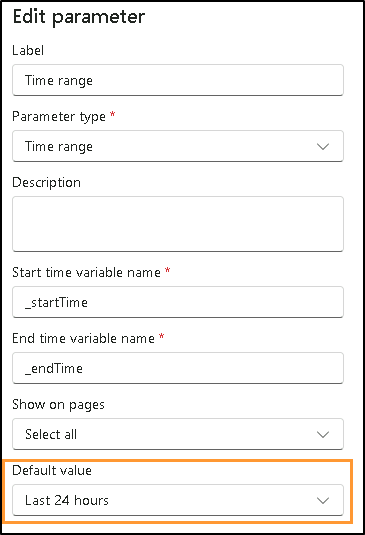 Edit parameter
Label
Time range
Parameter type *
Time range
Description
Start time variable name *
_startTime
End time variable name *
_endTime
Show on pages
Select all
Default value
Last 24 hours